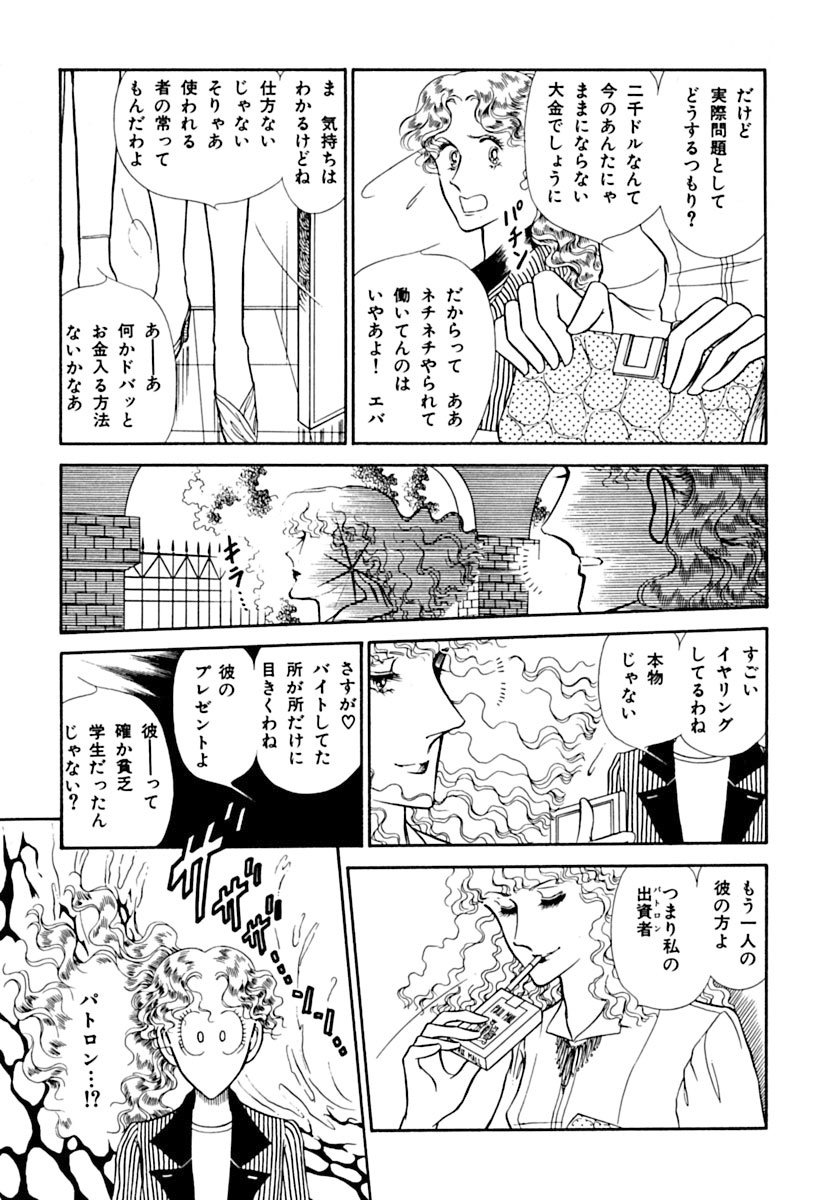 だけど
実際問題として
どうするつもり?
二千ドルなんて
今のあんたにゃ
ままにならない
大金でしょうに
パチン
だからって ああ
ネチネチやられて
働いてんのは
いやあよ! エバ
ま 気持ちは
わかるけどね
仕方ない
じゃない
そりゃあ
使われる
者の常って
もんだわよ
あ――あ
何かドバッと
お金入る方法
ないかなあ
キラ…
すごい
イヤリング
してるわね
本物
じゃない
さすが♡
バイトしてた
所が所だけに
目きくわね
彼の
プレゼントよ
彼――って
確か貧乏
学生だったん
じゃない?
もう一人の
彼の方よ
つまり私の
出資者
パトロン
ザザザ…
パトロン…!?